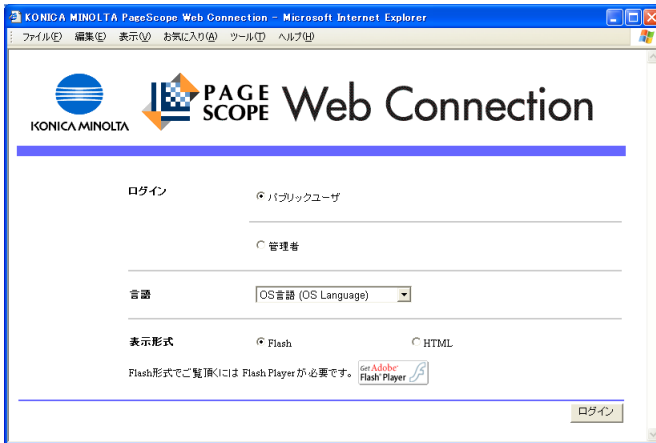 KONICA MINOLTA PageScope Web Connection - Microsoft Internet Explorer
ファイル(F) 編集(E) 表示(V) お気に入り(A) ツール(T) ヘルプ(H)
KONICA MINOLTA
PAGE SCOPE Web Connection
ログイン
パブリックユーザ
管理者
言語
OS言語 (OS Language)
表示形式
Flash
HTML
Flash形式でご覧頂くには Flash Playerが必要です。
Get Adobe®
Flash® Player
ログイン